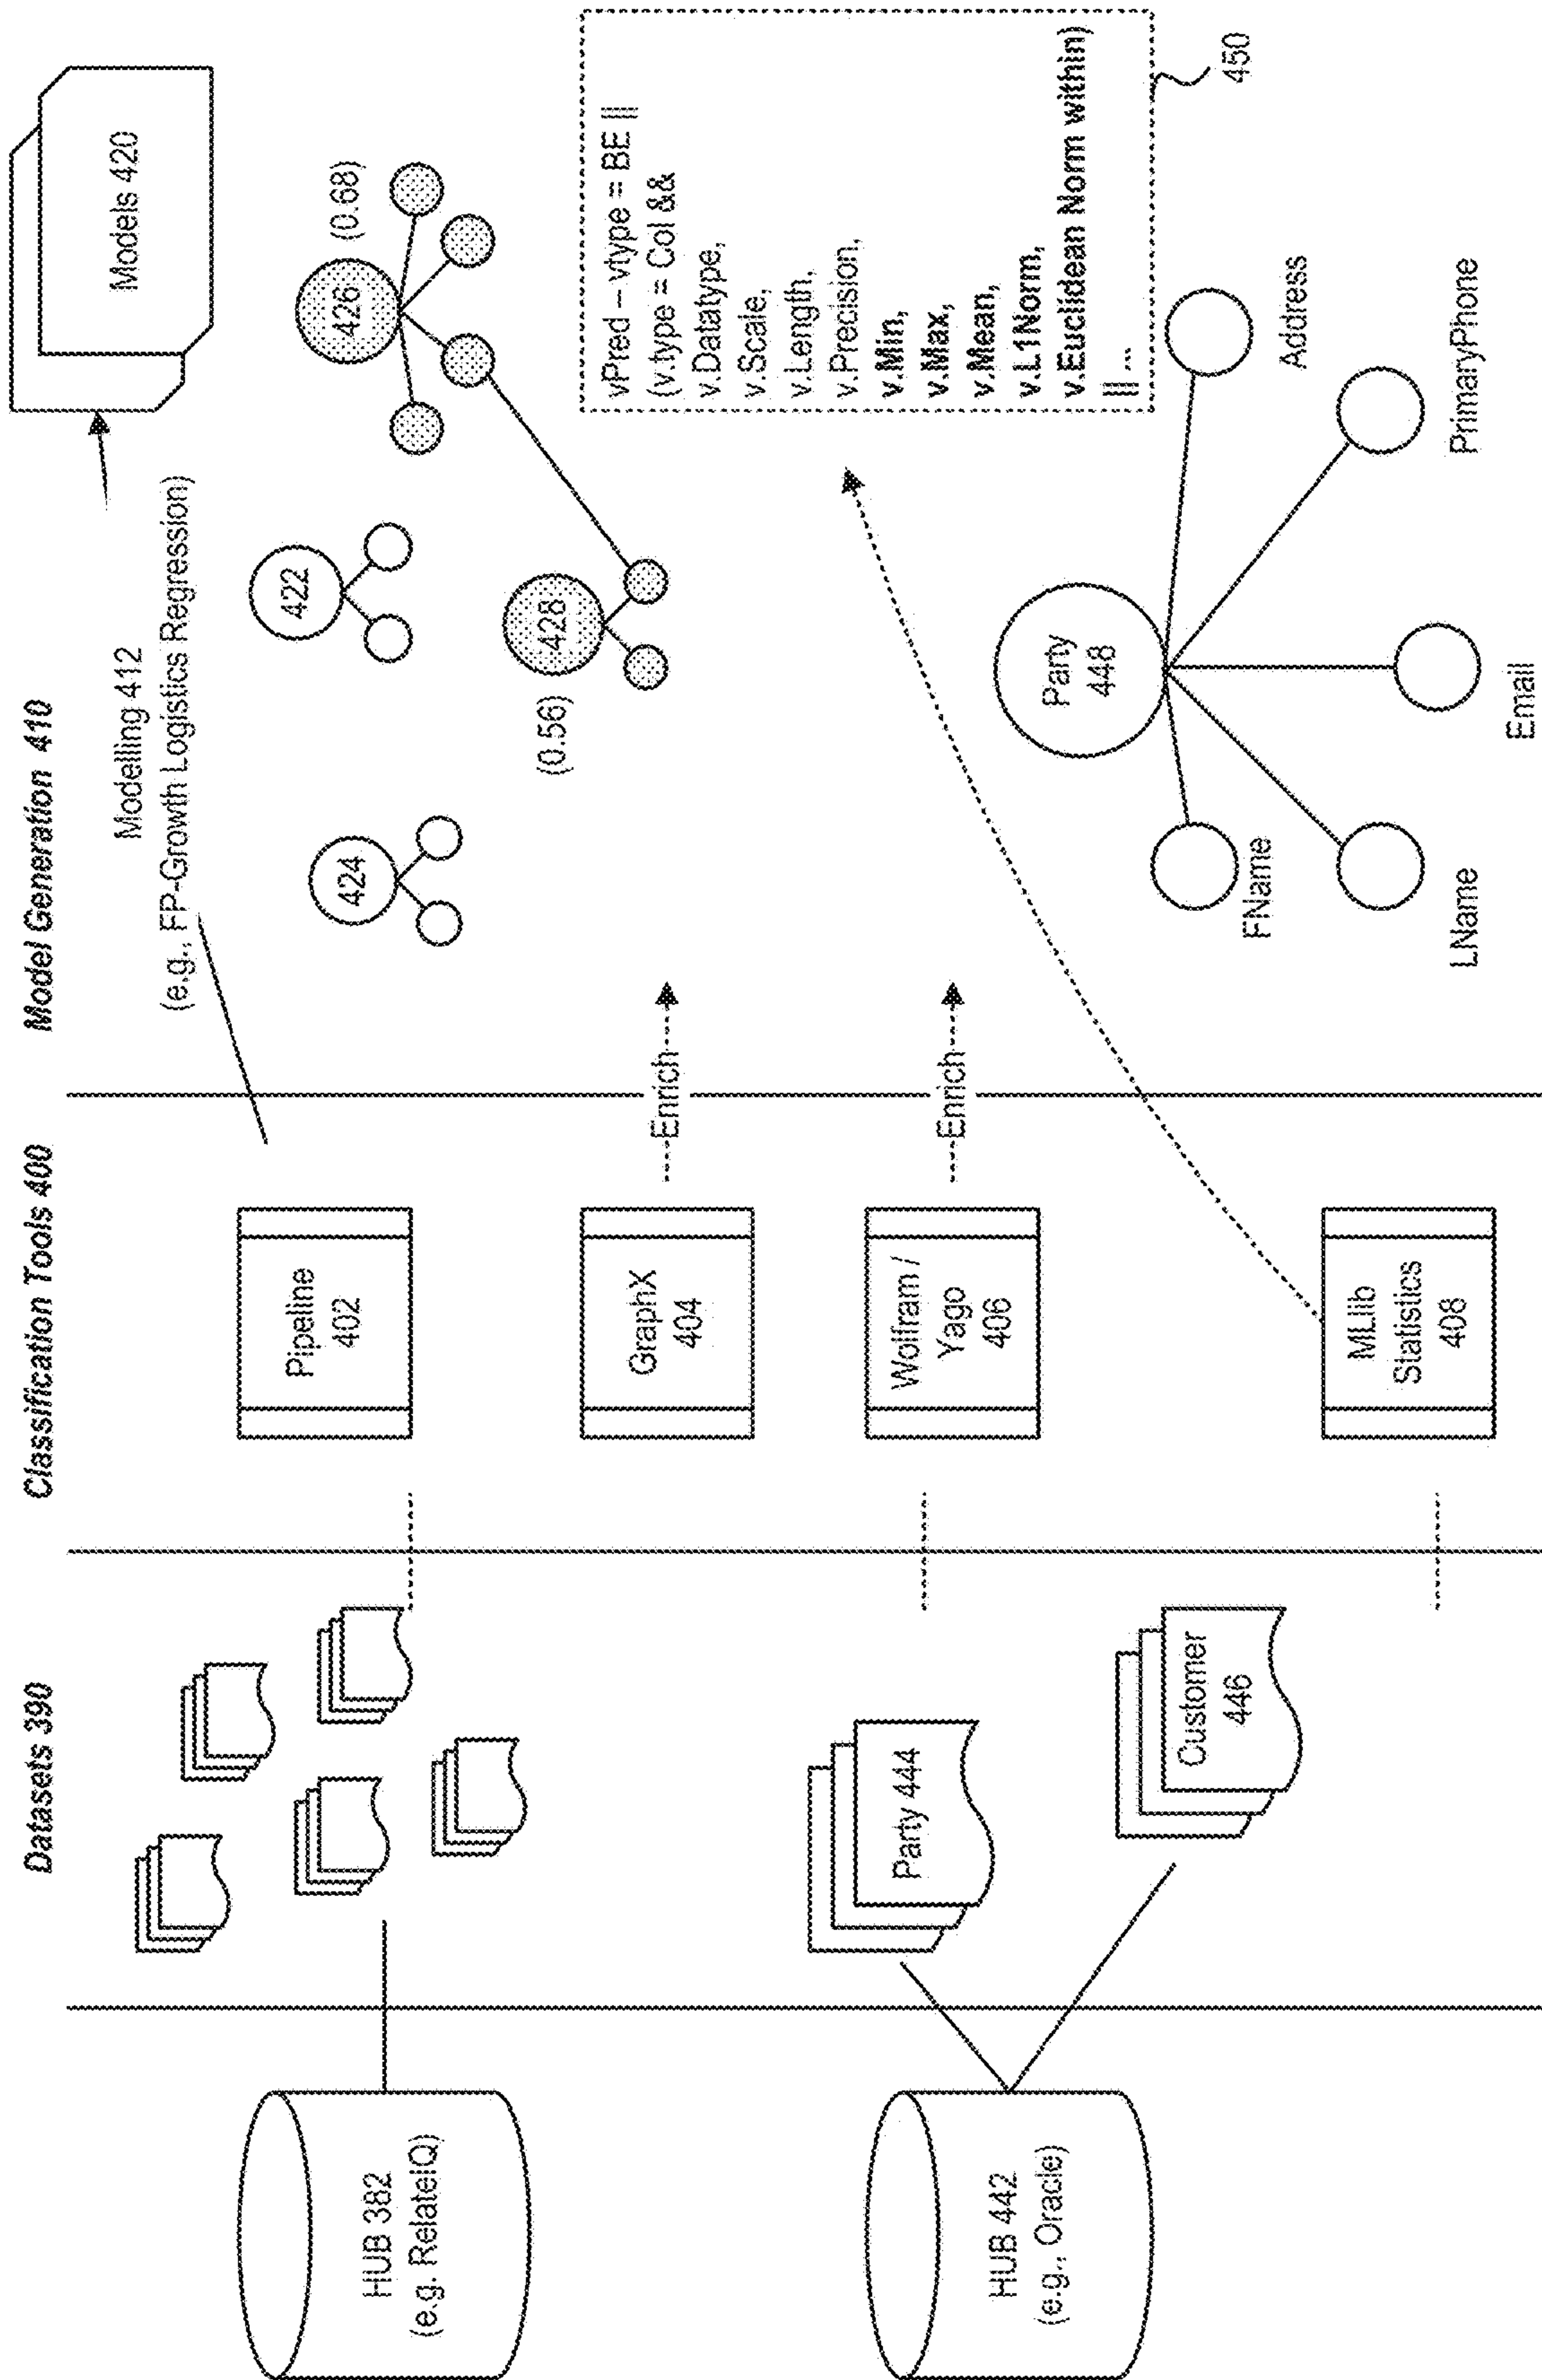 Datasets 390
Classification Tools 400
Model Generation 410
HUB 382
(e.g. RelateIQ)
HUB 442
(e.g., Oracle)
Party 444
Customer
446
Pipeline
402
GraphX
404
Wolfram /
Yago
406
MLlib
Statistics
408
Enrich
Enrich
Modelling 412
(e.g., FP-Growth Logistics Regression)
Models 420
424
422
426
(0.68)
428
(0.56)
vPred – vtype = BE ||
(v.type = Col &&
v.Datatype,
v.Scale,
v.Length,
v.Precision,
v.Min,
v.Max,
v.Mean,
v.L1Norm,
v.Euclidean Norm within)
|| ...
450
Party
448
FName
LName
Email
PrimaryPhone
Address